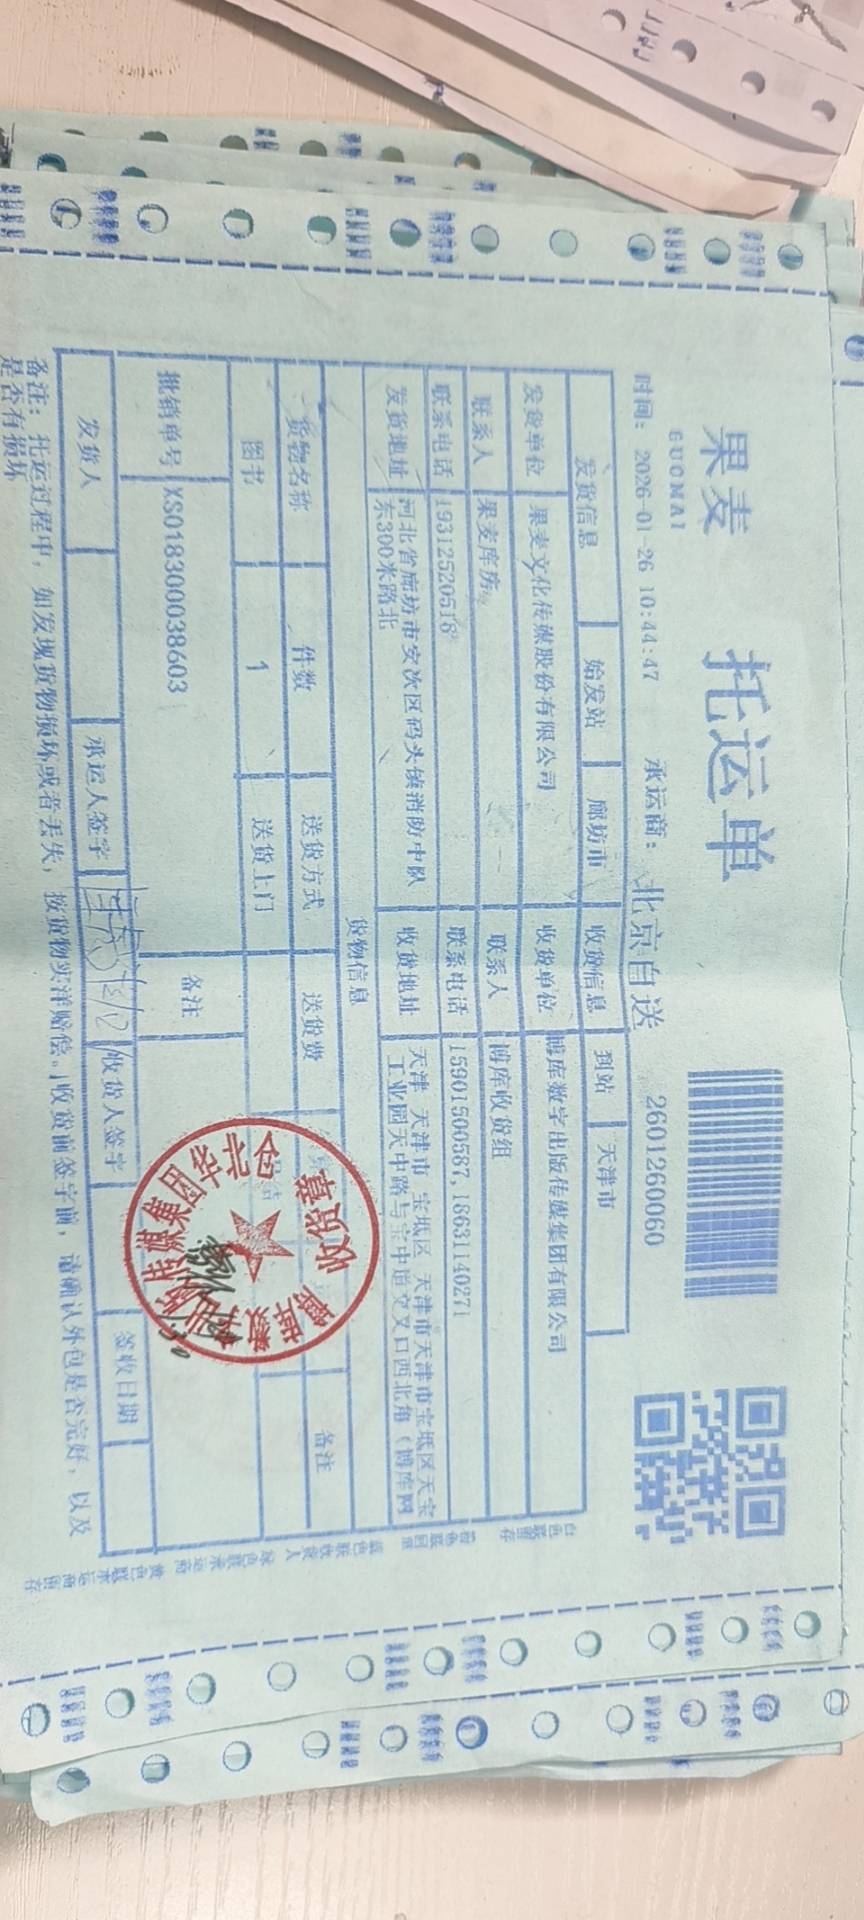 果麦 托运单
GUOMAI
时间: 2026-01-26 10:44:47 承运商: 北京自送 2601260060
发货信息 始发站 廊坊市 收货信息 到站 天津市
发货单位 果麦文化传媒股份有限公司 收货单位 博库数字出版传媒集团有限公司
联系人 果麦库房 联系人 博库收货组
联系电话 19312520518 联系电话 15901500587,18631140271
发货地址 河北省廊坊市安次区码头镇消防中队
东300米路北
收货地址 天津 天津市 宝坻区 天津市天津市宝坻区天宝
工业园天中路与宝中道交叉口西北角(博库网
货物信息
货物名称 件数 送货方式 送货费 备注
图书 1 送货上门
批销单号 XS018300038603 备注
发货人 承运人签字 收货人签字 签收日期
备注: 托运过程中, 如发现货物损坏或者丢失, 按货物实洋赔偿。收货前签字前, 请确认外包是否完好, 以及
是否有损坏
传媒集团华北
收货章